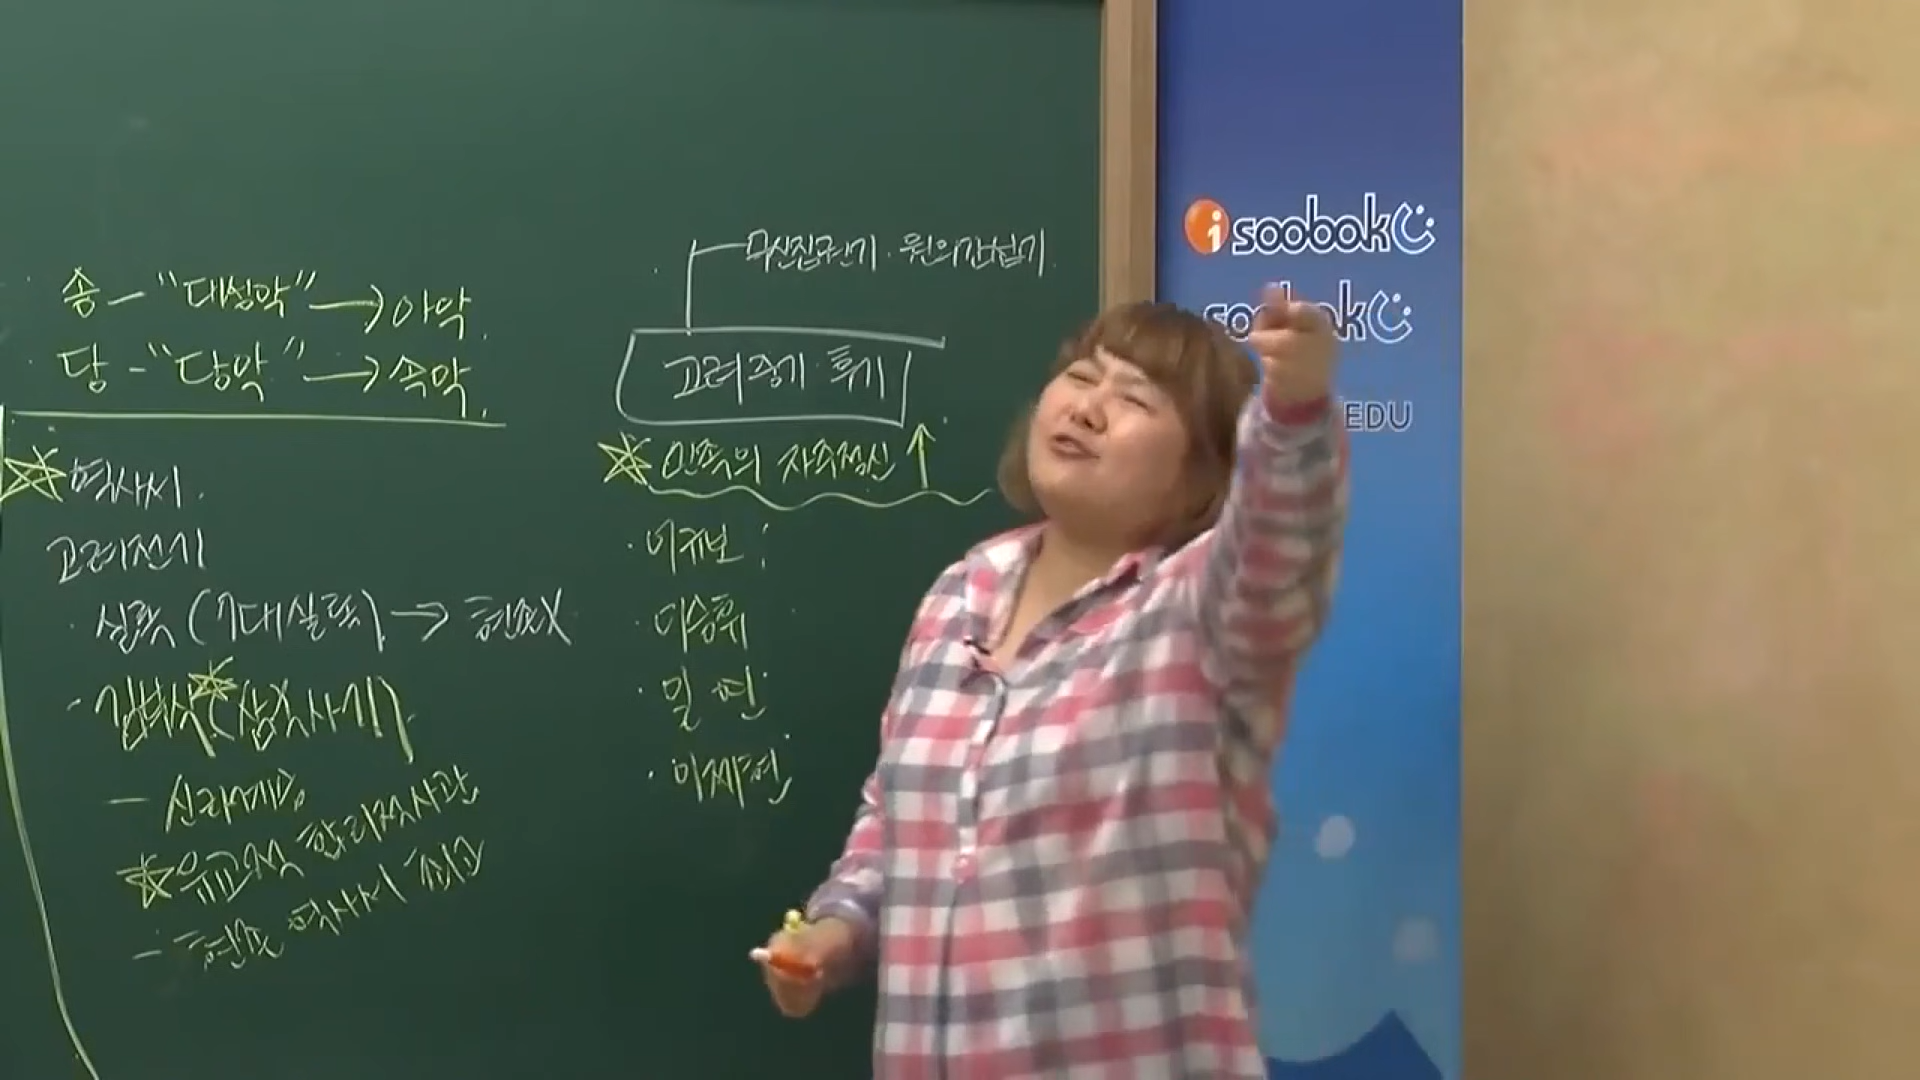 송 - "대성악" → 아악
당 - "당악" → 속악
역사서.
고려전기
· 실록 (7대실록) → 현존X
· 김부식 (삼국사기)
- 신라계승
유교적 합리적사관
- 현존 역사서 최고
무신집권기 · 원의간섭기
고려중기 · 후기
민족의 자주정신 ↑
· 이규보 :
· 이승휴
· 일연
· 이제현
isoobak
soobak
EDU